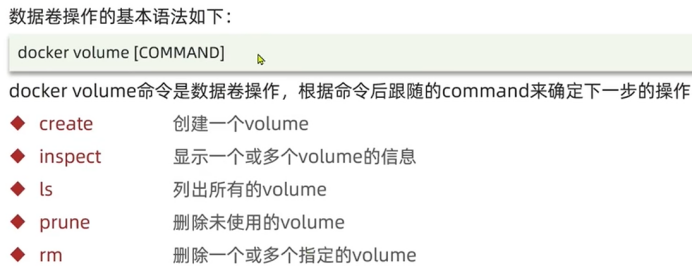 数据卷操作的基本语法如下：
docker volume [COMMAND]
docker volume命令是数据卷操作，根据命令后跟随的command来确定下一步的操作
create 创建一个volume
inspect 显示一个或多个volume的信息
ls 列出所有的volume
prune 删除未使用的volume
rm 删除一个或多个指定的volume